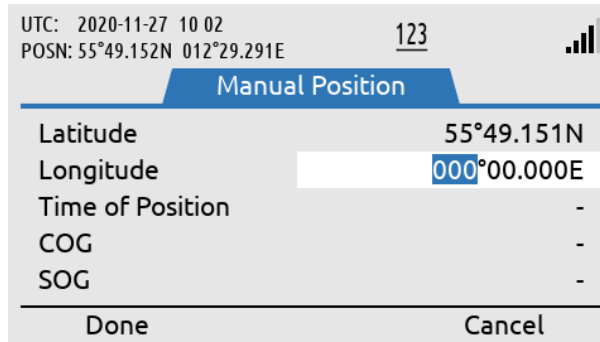 UTC: 2020-11-27 10 02
123
POSN: 55°49.152N 012°29.291E
Manual Position
Latitude 55°49.151N
Longitude 000°00.000E
Time of Position -
COG -
SOG -
Done Cancel